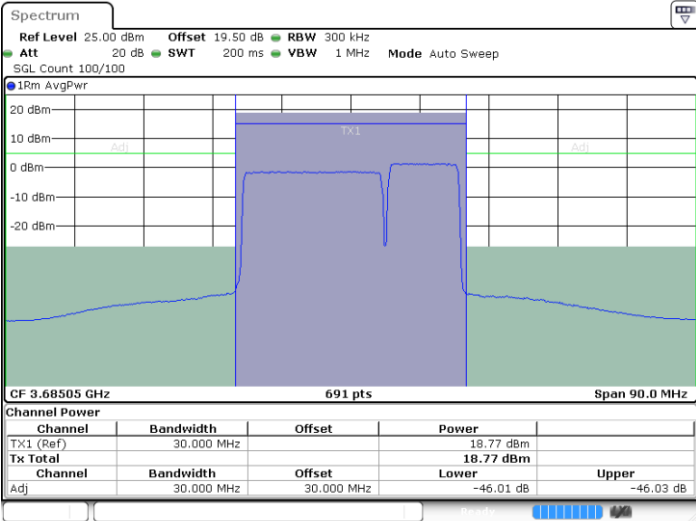 Spectrum
Ref Level 25.00 dBm Offset 19.50 dB RBW 300 kHz
Att 20 dB SWT 200 ms VBW 1 MHz Mode Auto Sweep
SGL Count 100/100
1Rm AvgPwr
20 dBm
TX1
10 dBm
Adj Adj
0 dBm
-10 dBm
-20 dBm
CF 3.68505 GHz 691 pts Span 90.0 MHz
Channel Power
Channel Bandwidth Offset Power
TX1 (Ref) 30.000 MHz 18.77 dBm
Tx Total 18.77 dBm
Channel Bandwidth Offset Lower Upper
Adj 30.000 MHz 30.000 MHz -46.01 dB -46.03 dB
Ready